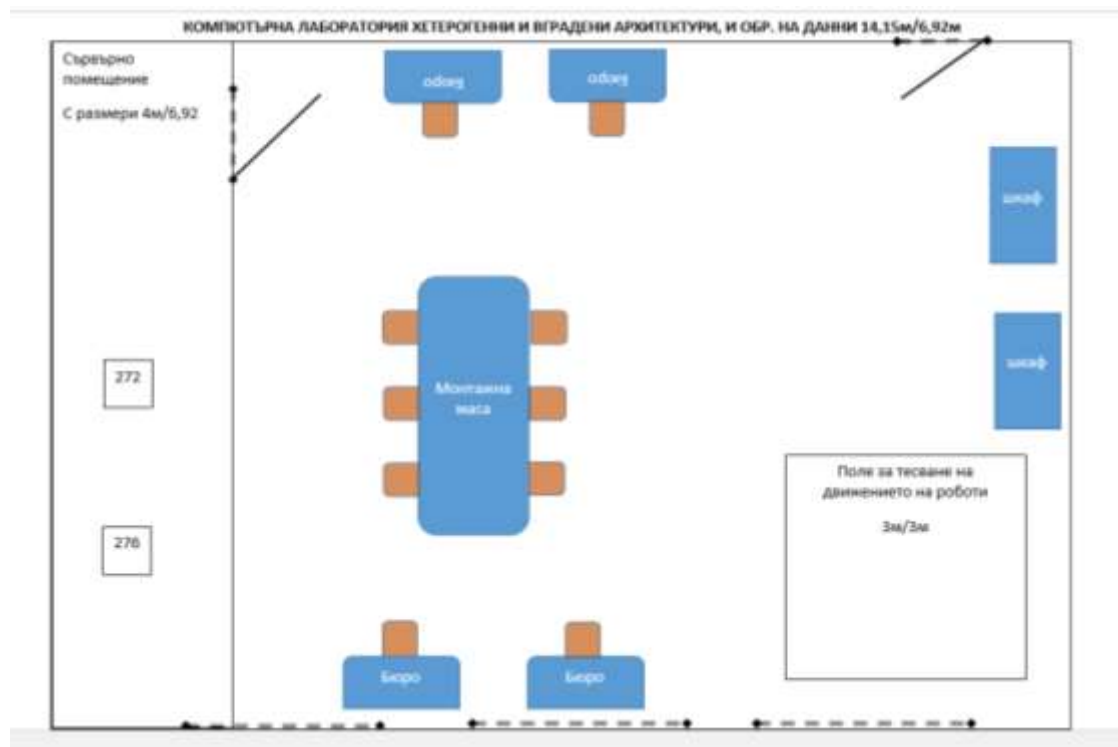 КОМПЮТЪРНА ЛАБОРАТОРИЯ ХЕТЕРОГЕННИ И ВГРАДЕНИ АРХИТЕКТУРИ, И ОБР. НА ДАННИ 14,15м/6,92м
Сървърно
помещение
С размери 4м/6,92
Бюро
Бюро
шкаф
шкаф
272
Монтажна
маса
Поле за тесване на
движението на роботи
3м/3м
276
Бюро
Бюро